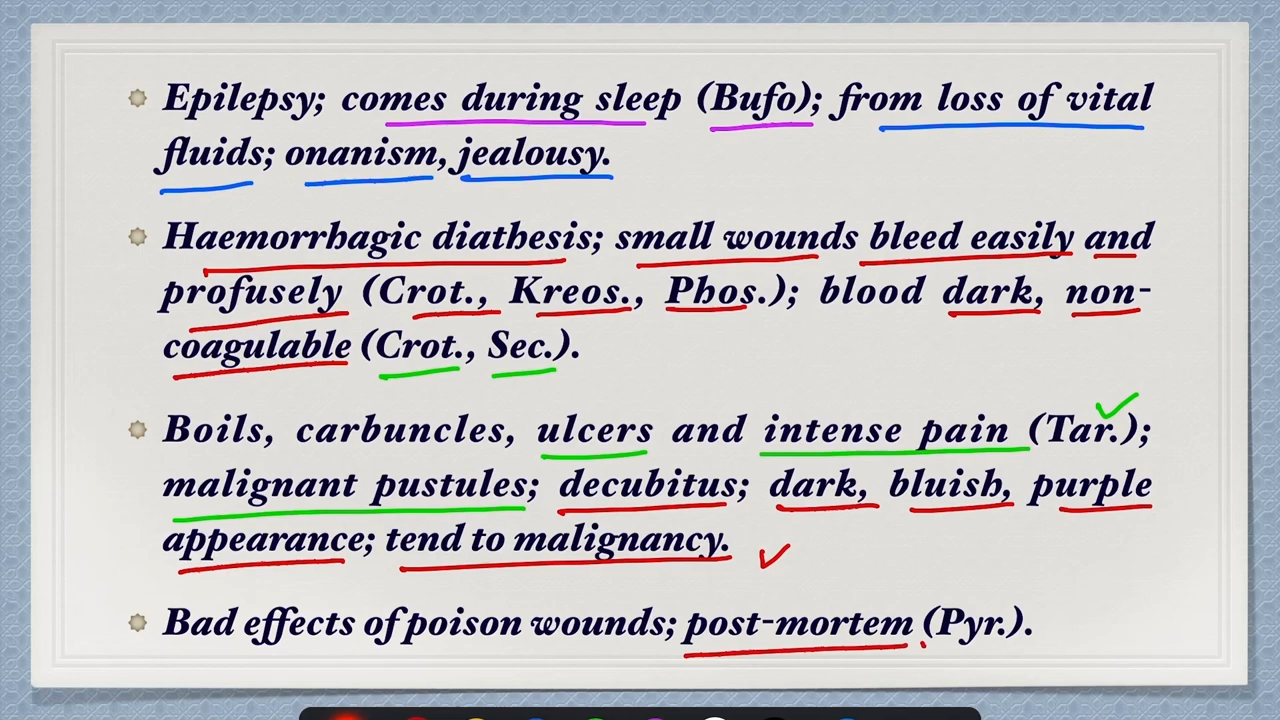 Epilepsy; comes during sleep (Bufo); from loss of vital
fluids; onanism, jealousy.
Haemorrhagic diathesis; small wounds bleed easily and
profusely (Crot., Kreos., Phos.); blood dark, non-
coagulable (Crot., Sec.).
Boils, carbuncles, ulcers and intense pain (Tar.);
malignant pustules; decubitus; dark, bluish, purple
appearance; tend to malignancy.
Bad effects of poison wounds; post-mortem (Pyr.).